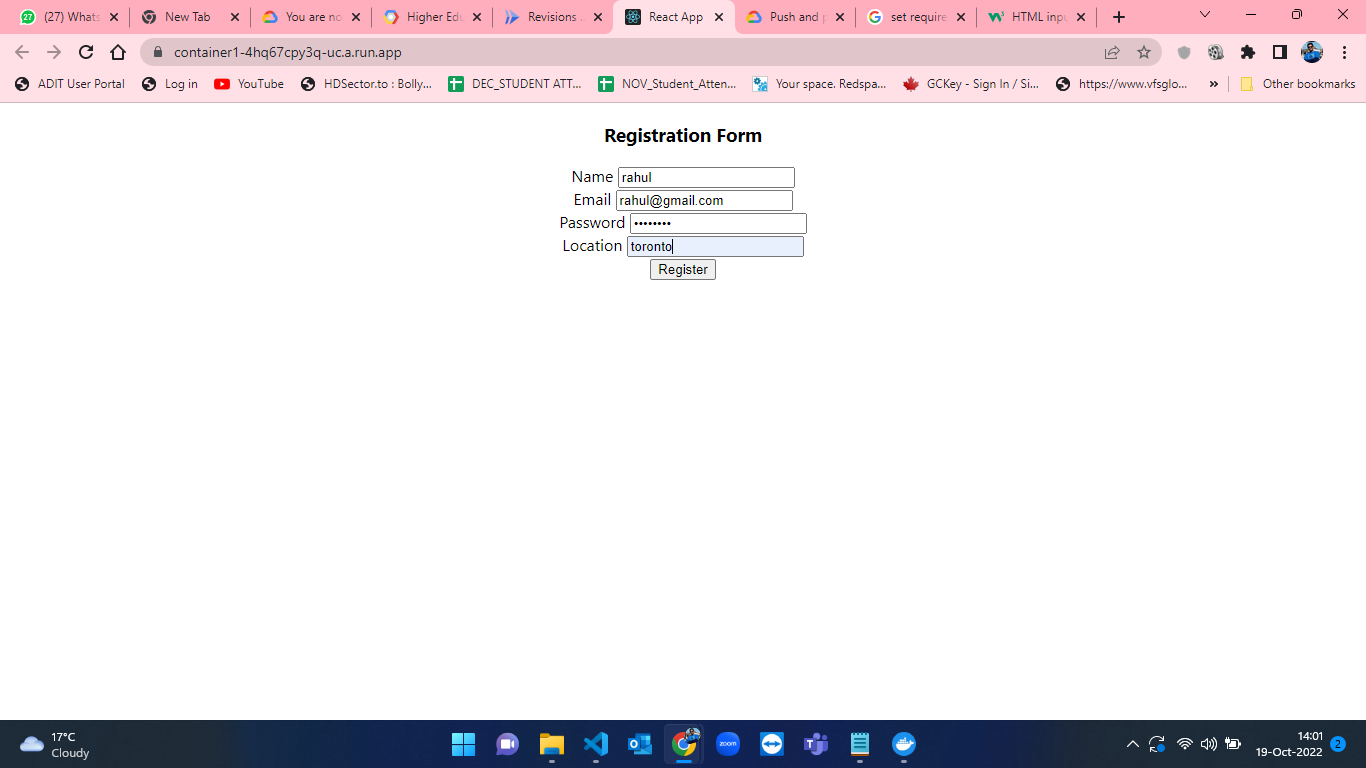 27 (27) Whats
New Tab
You are no
Higher Edu
Revisions
React App
Push and p
set require
HTML inpu
container1-4hq67cpy3q-uc.a.run.app
ADIT User Portal
Log in
YouTube
HDSector.to : Bolly...
DEC_STUDENT ATT...
NOV_Student_Atten...
Your space. Redspa...
GCKey - Sign In / Si...
https://www.vfsglo...
»
Other bookmarks
Registration Form
Name rahul
Email rahul@gmail.com
Password ••••••••
Location toronto
Register
17°C
Cloudy
zoom
14:01
19-Oct-2022
2